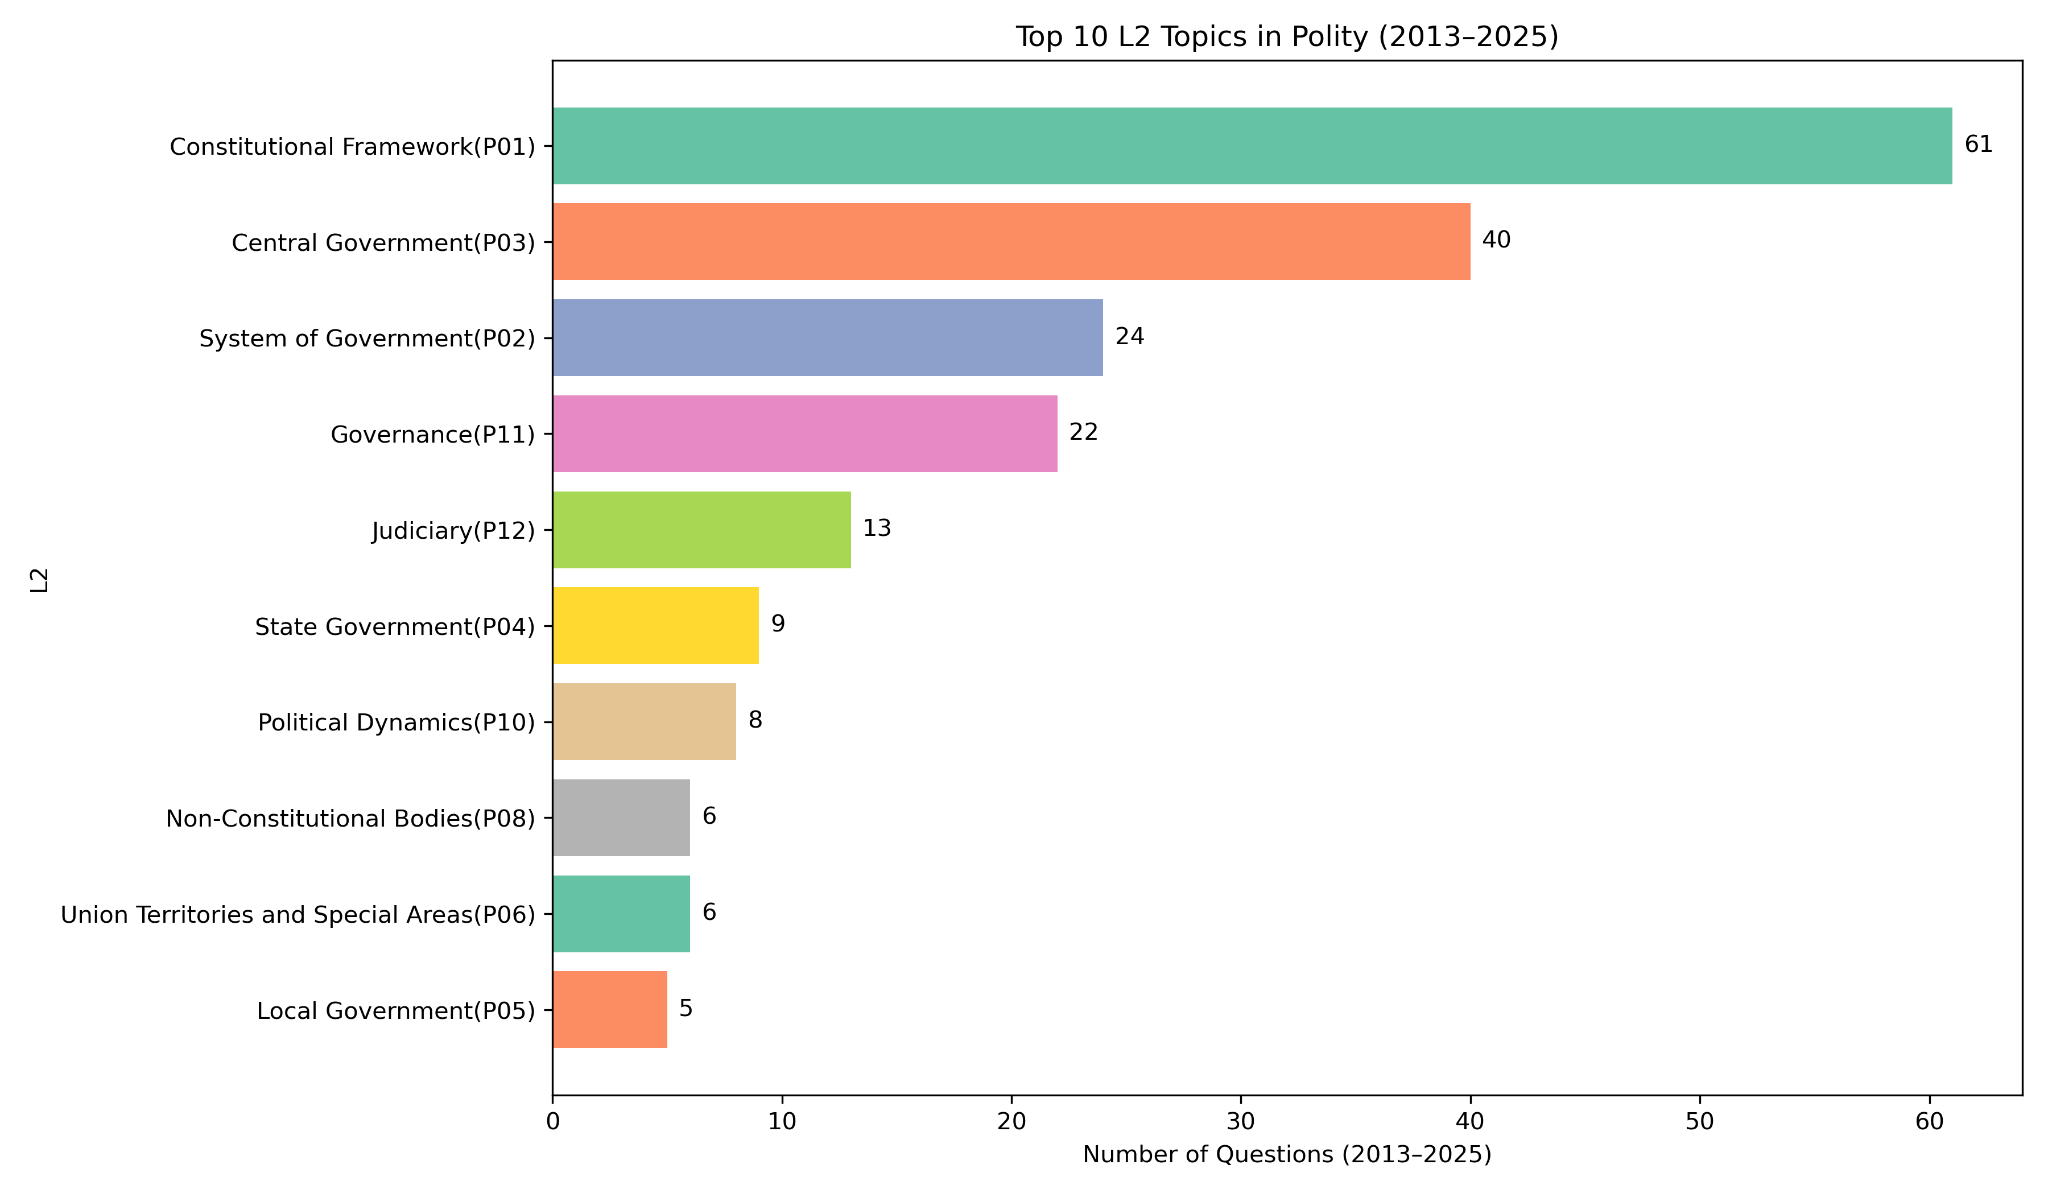 Top 10 L2 Topics in Polity (2013–2025)
Constitutional Framework(P01)
61
Central Government(P03)
40
System of Government(P02)
24
Governance(P11)
22
Judiciary(P12)
13
State Government(P04)
9
Political Dynamics(P10)
8
Non-Constitutional Bodies(P08)
6
Union Territories and Special Areas(P06)
6
Local Government(P05)
5
L2
0 10 20 30 40 50 60
Number of Questions (2013–2025)